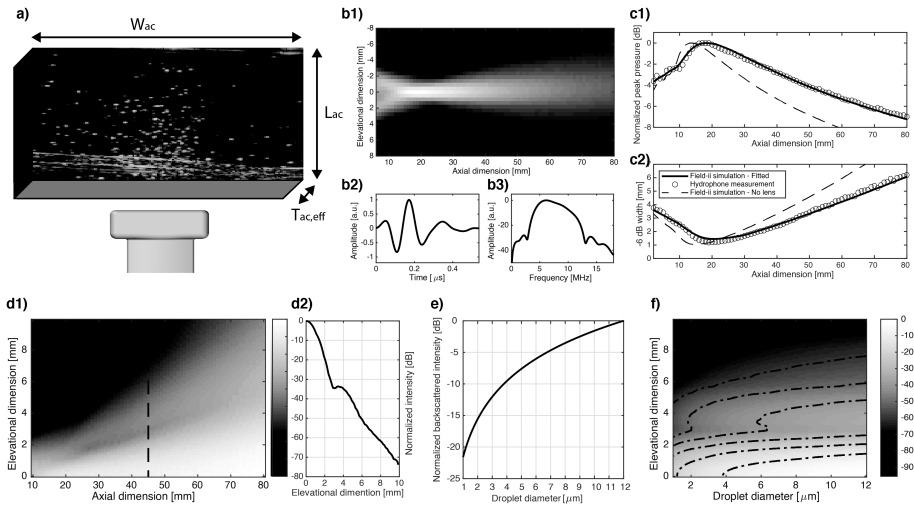 a)
Wac
Lac
Tac,eff
b1)
Elevational dimension [mm]
-8
-6
-4
-2
0
2
4
6
8
10 20 30 40 50 60 70 80
Axial dimension [mm]
b2)
Amplitude [a.u.]
1
0.5
0
-0.5
-1
0 0.2 0.4
Time [μs]
b3)
Amplitude [a.u.]
0
-20
-40
0 5 10 15
Frequency [MHz]
c1)
Normalized peak pressure [dB]
0
-2
-4
-6
-8
10 20 30 40 50 60 70 80
Axial dimension [mm]
c2)
-6 dB width [mm]
Field-ii simulation - Fitted
Hydrophone measurement
Field-ii simulation - No lens
6
5
4
3
2
1
0
10 20 30 40 50 60 70 80
Axial dimension [mm]
d1)
Elevational dimension [mm]
8
6
4
2
0
10 20 30 40 50 60 70 80
Axial dimension [mm]
d2)
0
-10
-20
-30
-40
-50
-60
-70
-80
Normalized intensity [dB]
0 2 4 6 8 10
Elevational dimention [mm]
e)
Normalized backscattered intensity [dB]
0
-5
-10
-15
-20
-25
1 2 3 4 5 6 7 8 9 10 11 12
Droplet diameter [μm]
f)
Elevational dimension [mm]
8
6
4
2
0
2 4 6 8 10 12
Droplet diameter [μm]
0
-10
-20
-30
-40
-50
-60
-70
-80
-90